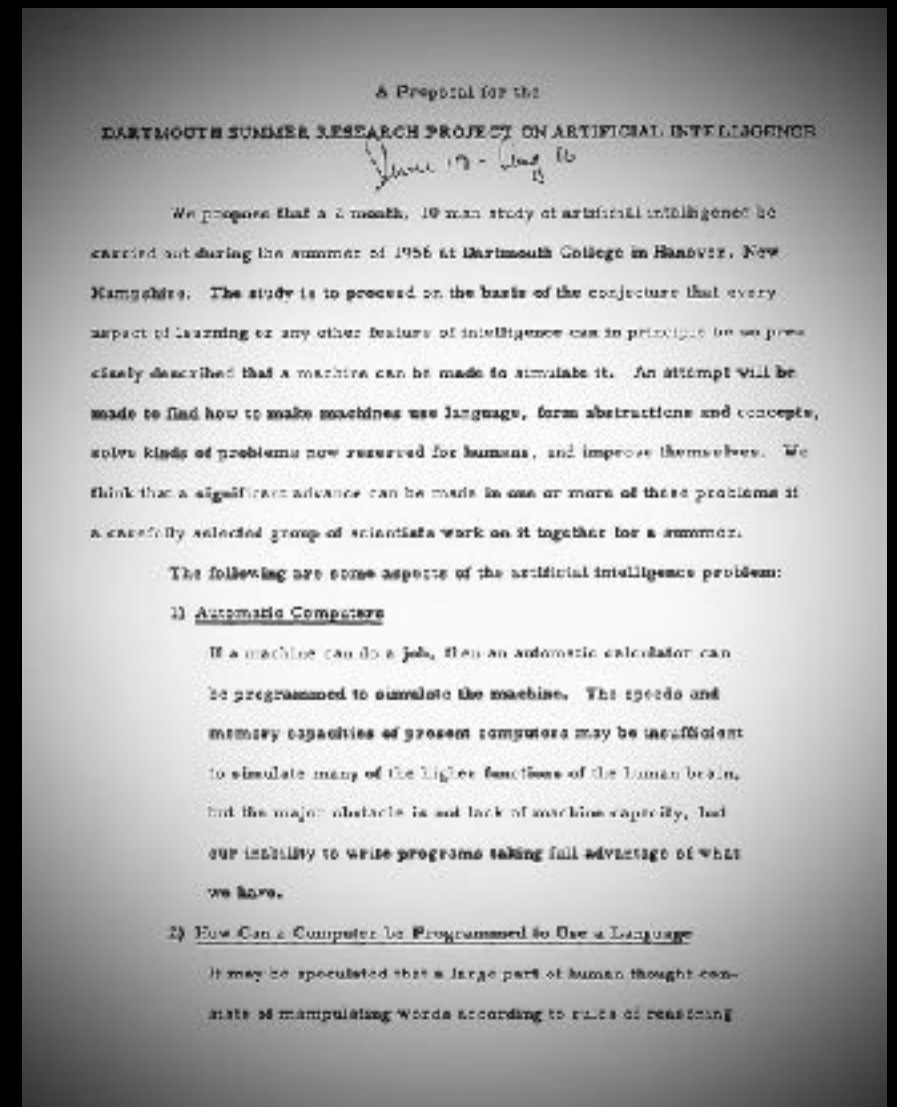 A Proposal for the
DARTMOUTH SUMMER RESEARCH PROJECT ON ARTIFICIAL INTELLIGENCE
June 17 - Aug 16
We propose that a 2 month, 10 man study of artificial intelligence be
carried out during the summer of 1956 at Dartmouth College in Hanover, New
Hampshire. The study is to proceed on the basis of the conjecture that every
aspect of learning or any other feature of intelligence can in principle be so pre-
cisely described that a machine can be made to simulate it. An attempt will be
made to find how to make machines use language, form abstractions and concepts,
solve kinds of problems now reserved for humans, and improve themselves. We
think that a significant advance can be made in one or more of these problems if
a carefully selected group of scientists work on it together for a summer.
The following are some aspects of the artificial intelligence problem:
1) Automatic Computers
If a machine can do a job, then an automatic calculator can
be programmed to simulate the machine. The speeds and
memory capacities of present computers may be insufficient
to simulate many of the higher functions of the human brain,
but the major obstacle is not lack of machine capacity, but
our inability to write programs taking full advantage of what
we have.
2) How Can a Computer be Programmed to Use a Language
It may be speculated that a large part of human thought con-
sists of manipulating words according to rules of reasoning